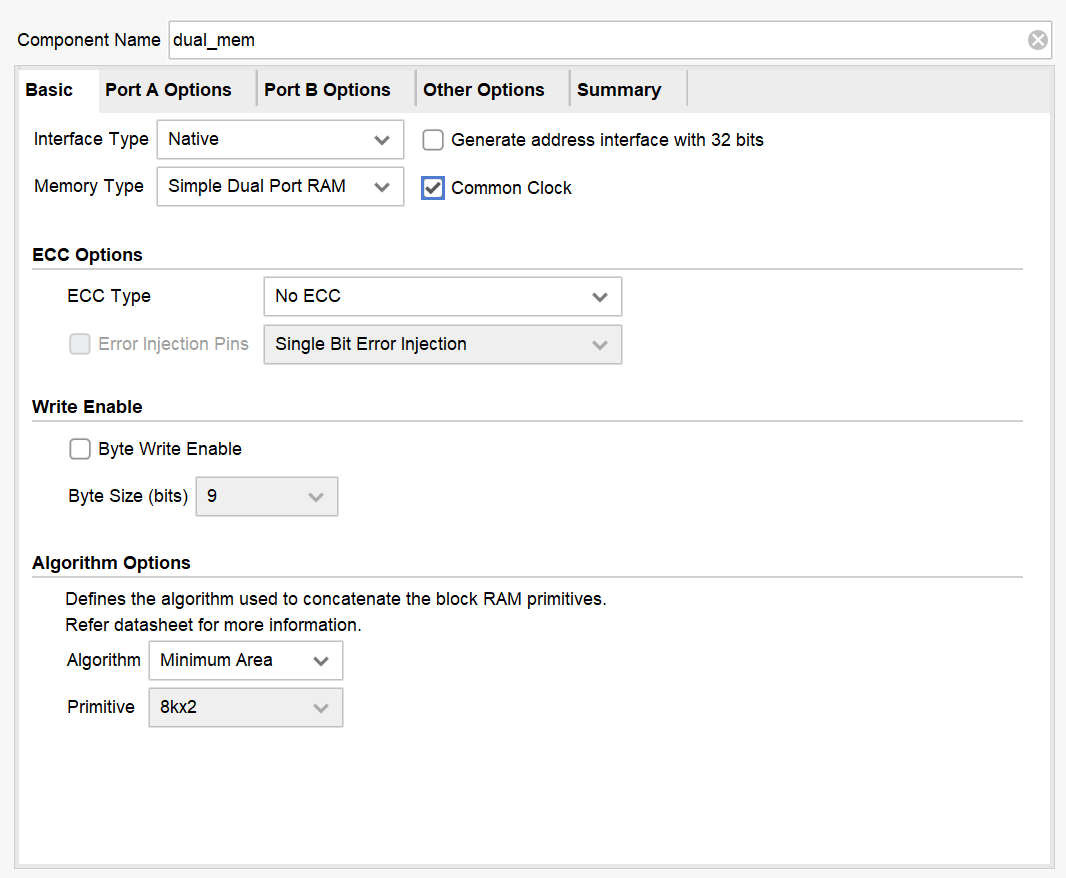 Component Name dual_mem
Basic Port A Options Port B Options Other Options Summary
Interface Type Native Generate address interface with 32 bits
Memory Type Simple Dual Port RAM Common Clock
ECC Options
ECC Type No ECC
Error Injection Pins Single Bit Error Injection
Write Enable
Byte Write Enable
Byte Size (bits) 9
Algorithm Options
Defines the algorithm used to concatenate the block RAM primitives.
Refer datasheet for more information.
Algorithm Minimum Area
Primitive 8kx2